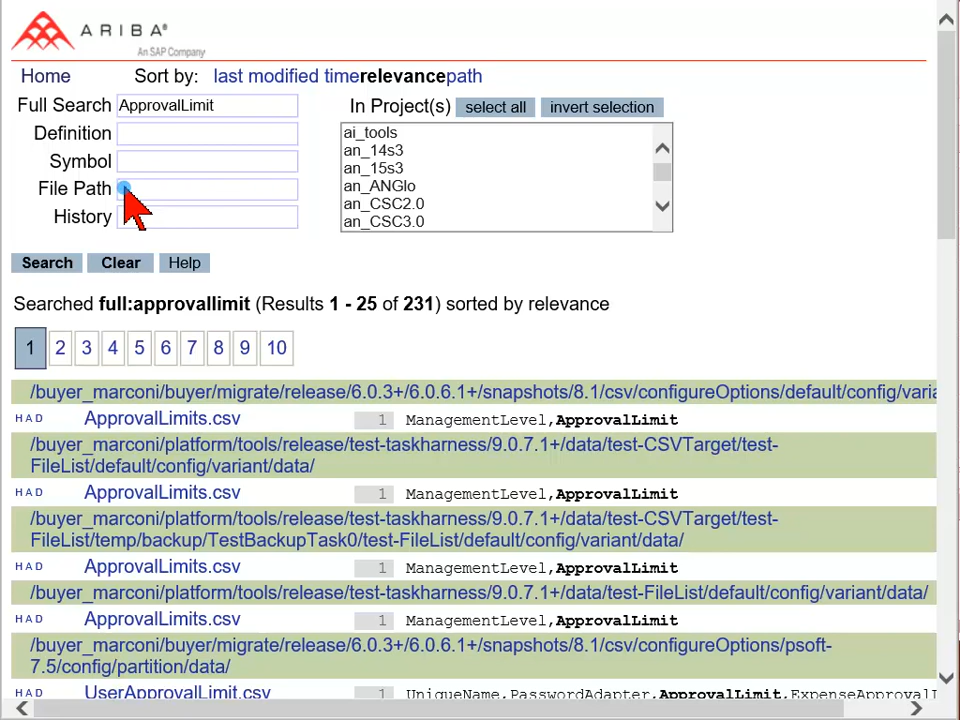 ARIBA®
An SAP Company
Home Sort by: last modified time relevance path
Full Search ApprovalLimit
In Project(s) select all invert selection
Definition
Symbol
File Path
History
ai_tools
an_14s3
an_15s3
an_ANGlo
an_CSC2.0
an_CSC3.0
Search Clear Help
Searched full:approvallimit (Results 1 - 25 of 231) sorted by relevance
1 2 3 4 5 6 7 8 9 10
/buyer_marconi/buyer/migrate/release/6.0.3+/6.0.6.1+/snapshots/8.1/csv/configureOptions/default/config/varia
H A D ApprovalLimits.csv 1 ManagementLevel,ApprovalLimit
/buyer_marconi/platform/tools/release/test-taskharness/9.0.7.1+/data/test-CSVTarget/test-
FileList/default/config/variant/data/
H A D ApprovalLimits.csv 1 ManagementLevel,ApprovalLimit
/buyer_marconi/platform/tools/release/test-taskharness/9.0.7.1+/data/test-CSVTarget/test-
FileList/temp/backup/TestBackupTask0/test-FileList/default/config/variant/data/
H A D ApprovalLimits.csv 1 ManagementLevel,ApprovalLimit
/buyer_marconi/platform/tools/release/test-taskharness/9.0.7.1+/data/test-FileList/default/config/variant/data/
H A D ApprovalLimits.csv 1 ManagementLevel,ApprovalLimit
/buyer_marconi/buyer/migrate/release/6.0.3+/6.0.6.1+/snapshots/8.1/csv/configureOptions/psoft-
7.5/config/partition/data/
H A D UserApprovalLimit.csv 1 UniqueName,PasswordAdapter,ApprovalLimit,ExpenseApprovalL